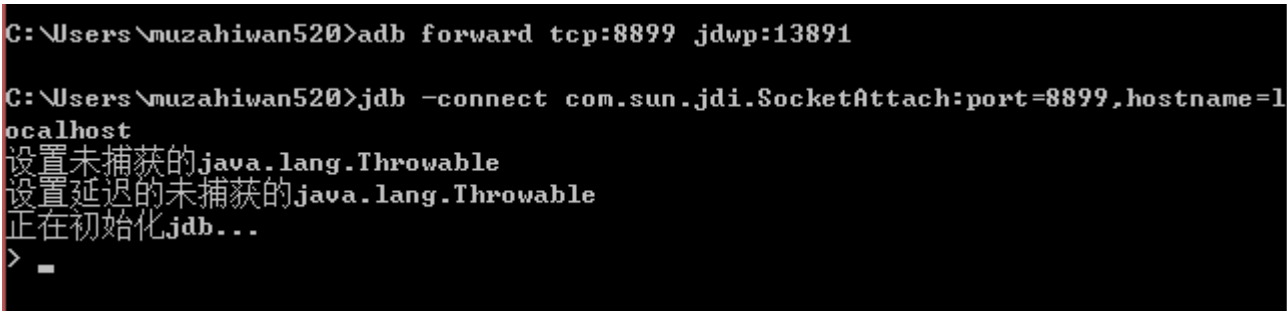 C:\Users\muzahiwan520>adb forward tcp:8899 jdwp:13891
C:\Users\muzahiwan520>jdb -connect com.sun.jdi.SocketAttach:port=8899,hostname=l
ocalhost
设置未捕获的java.lang.Throwable
设置延迟的未捕获的java.lang.Throwable
正在初始化jdb...
> _